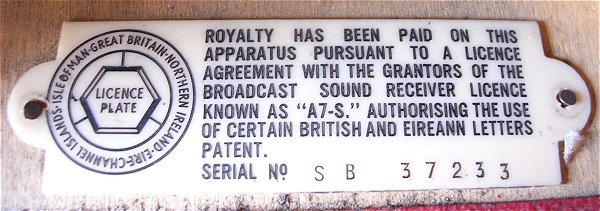 ISLE OF MAN·GREAT BRITAIN·NORTHERN IRELAND·EIRE·CHANNEL ISLANDS·
LICENCE
PLATE
ROYALTY HAS BEEN PAID ON THIS
APPARATUS PURSUANT TO A LICENCE
AGREEMENT WITH THE GRANTORS OF THE
BROADCAST SOUND RECEIVER LICENCE
KNOWN AS "A7-S." AUTHORISING THE USE
OF CERTAIN BRITISH AND EIREANN LETTERS
PATENT.
SERIAL Nº SB 37233